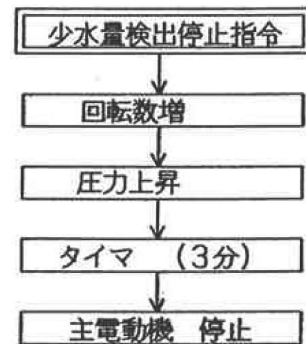 少水量検出停止指令
回転数増
圧力上昇
タイマ (3分)
主電動機 停止